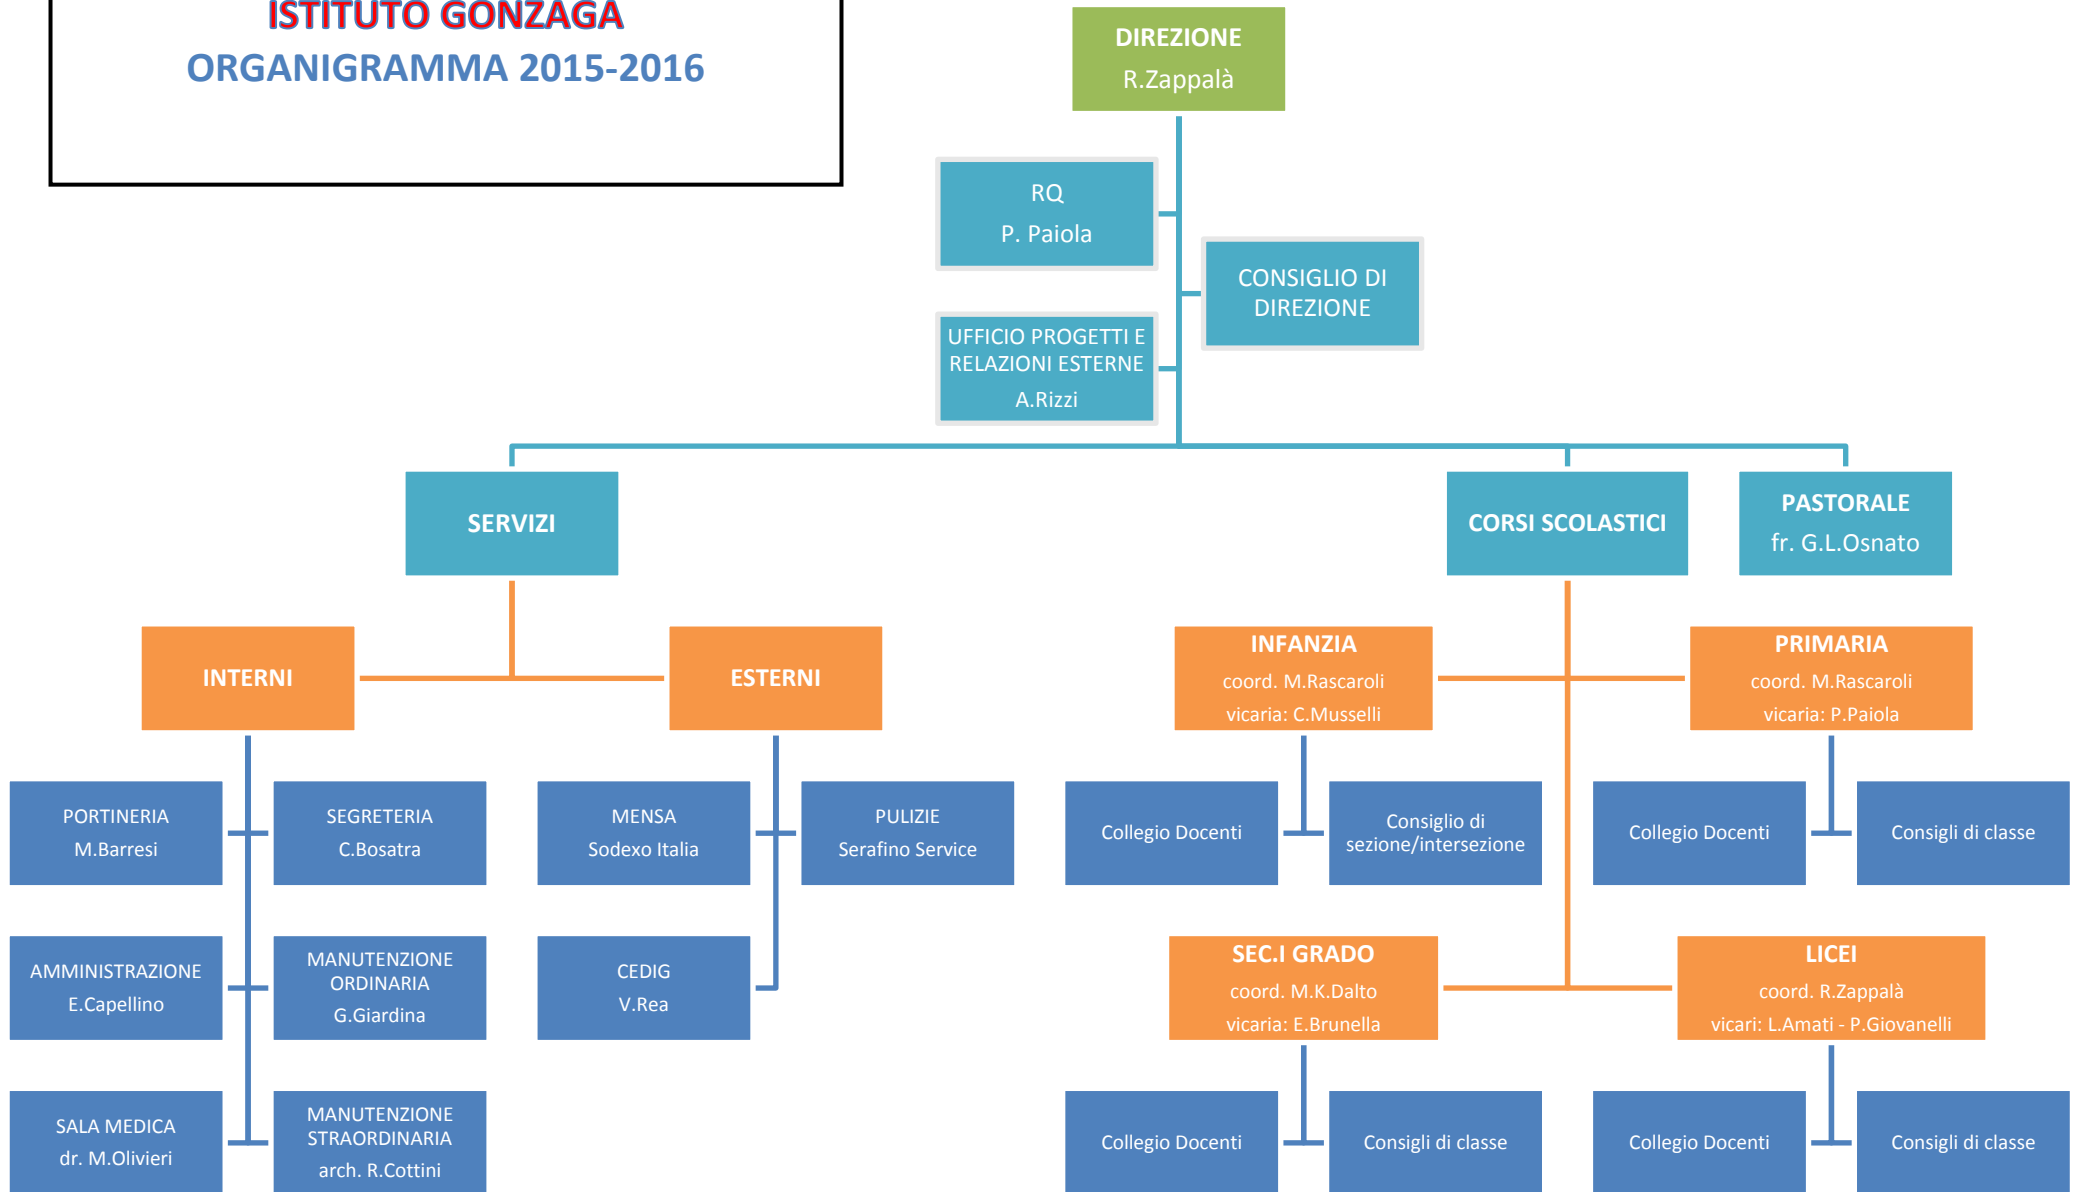 ISTITUTO GONZAGA
ORGANIGRAMMA 2015-2016
DIREZIONE
R.Zappalà
RQ
P. Paiola
CONSIGLIO DI
DIREZIONE
UFFICIO PROGETTI E
RELAZIONI ESTERNE
A.Rizzi
SERVIZI
CORSI SCOLASTICI
PASTORALE
fr. G.L.Osnato
INTERNI
ESTERNI
INFANZIA
coord. M.Rascaroli
vicaria: C.Musselli
PRIMARIA
coord. M.Rascaroli
vicaria: P.Paiola
PORTINERIA
M.Barresi
SEGRETERIA
C.Bosatra
MENSA
Sodexo Italia
PULIZIE
Serafino Service
Collegio Docenti
Consiglio di
sezione/intersezione
Collegio Docenti
Consigli di classe
AMMINISTRAZIONE
E.Capellino
MANUTENZIONE
ORDINARIA
G.Giardina
CEDIG
V.Rea
SEC.I GRADO
coord. M.K.Dalto
vicaria: E.Brunella
LICEI
coord. R.Zappalà
vicari: L.Amati - P.Giovanelli
SALA MEDICA
dr. M.Olivieri
MANUTENZIONE
STRAORDINARIA
arch. R.Cottini
Collegio Docenti
Consigli di classe
Collegio Docenti
Consigli di classe